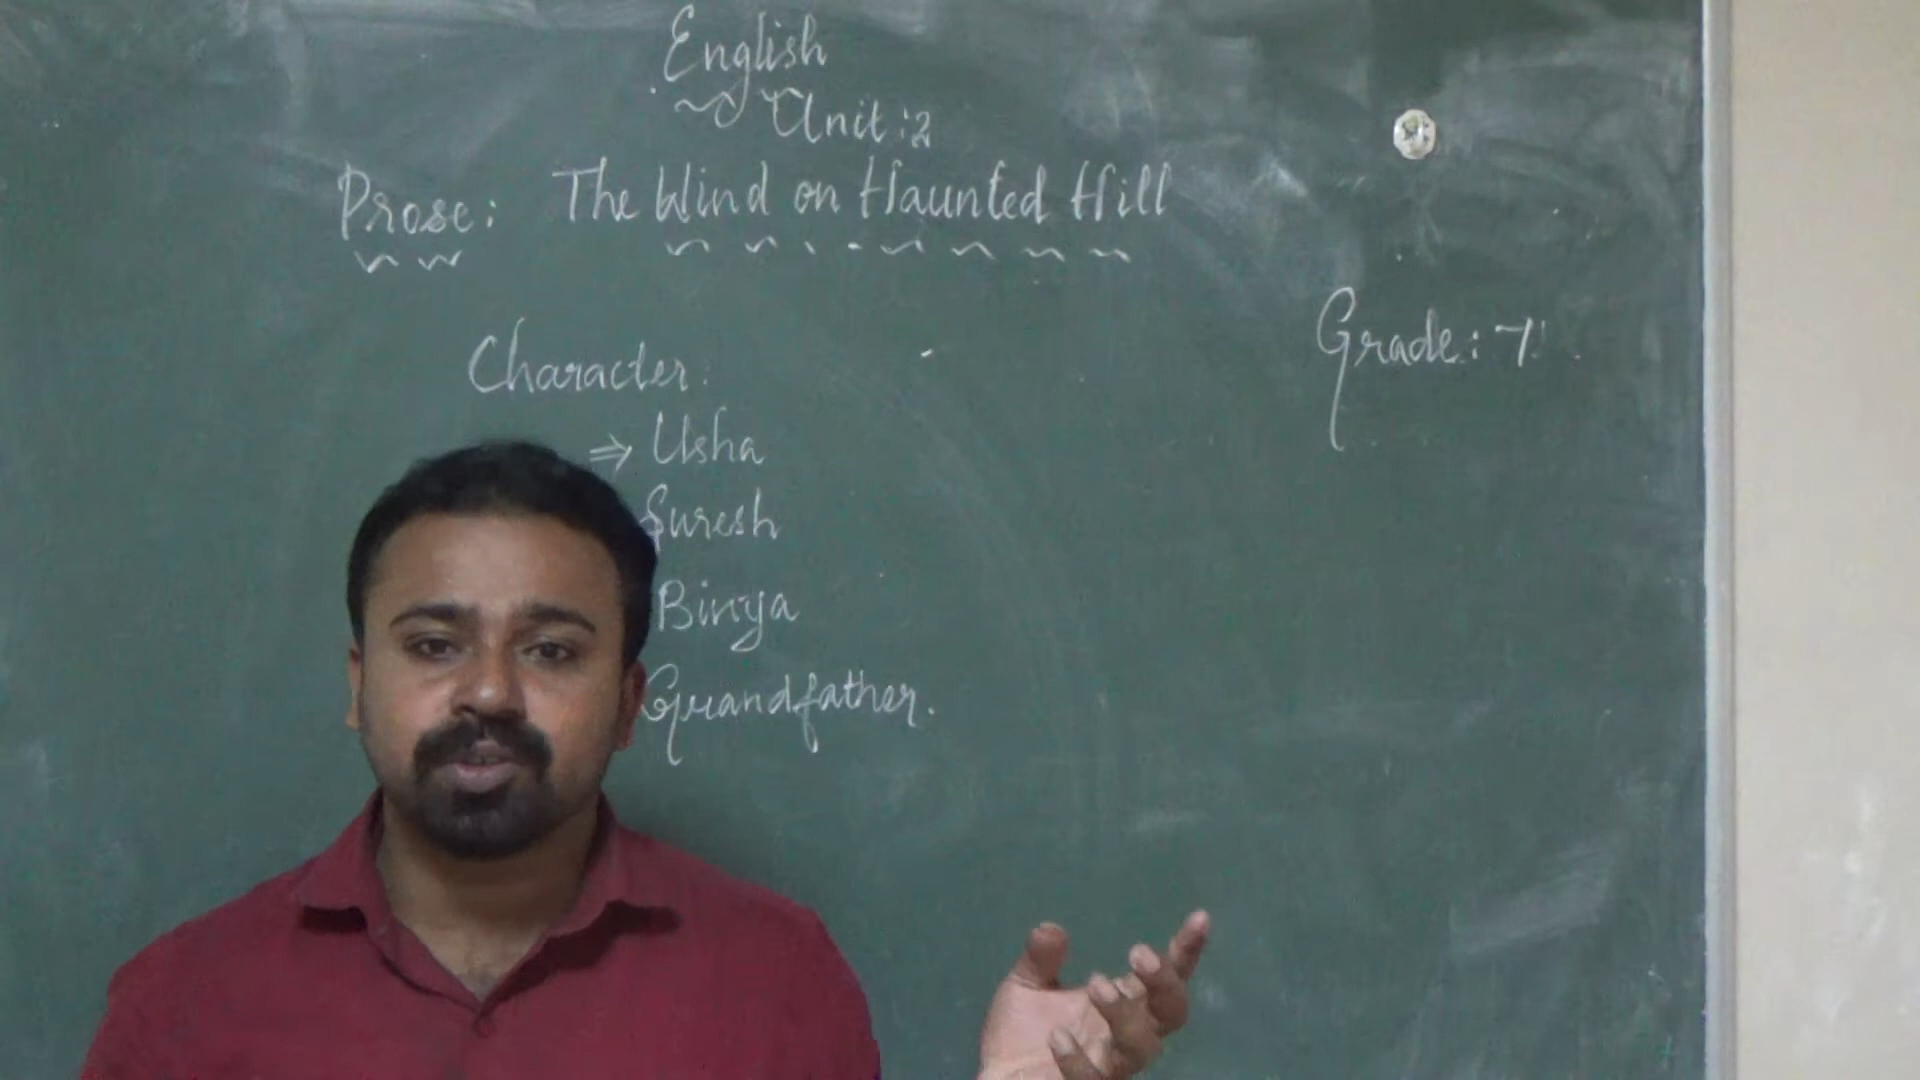 English
Unit:2
Prose: The Wind on Haunted Hill
Grade: 7
Character:
⇒ Usha
Suresh
Binya
Grandfather.